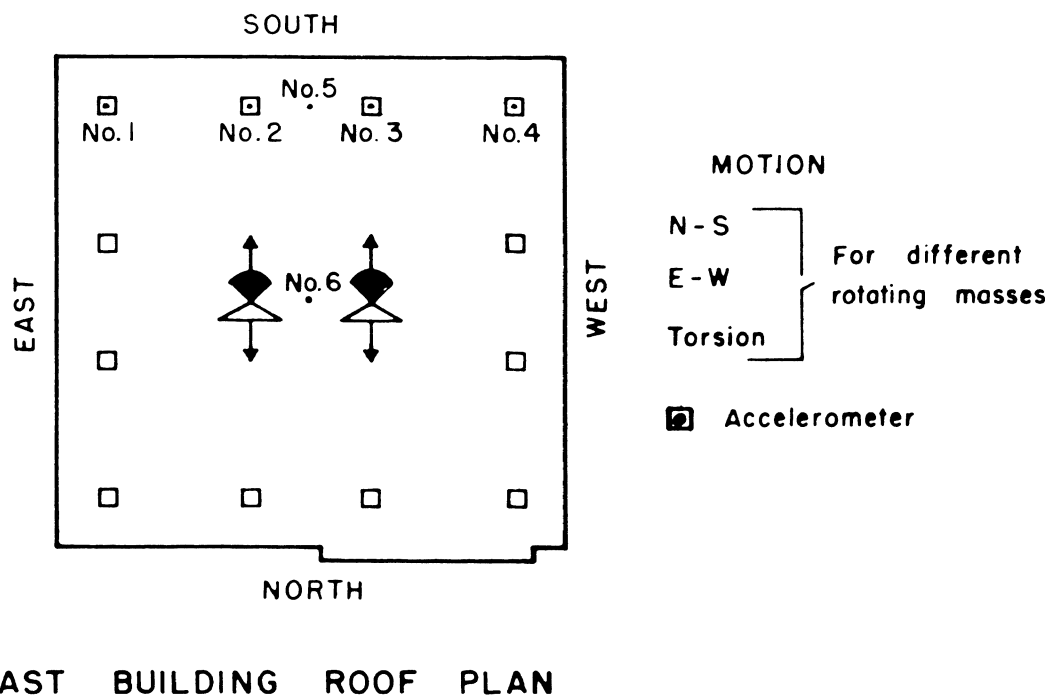 SOUTH
No.5
No.1 No.2 No.3 No.4
MOTION
N-S
For different
EAST
No.6
WEST
E-W
rotating masses
Torsion
Accelerometer
NORTH
AST BUILDING ROOF PLAN